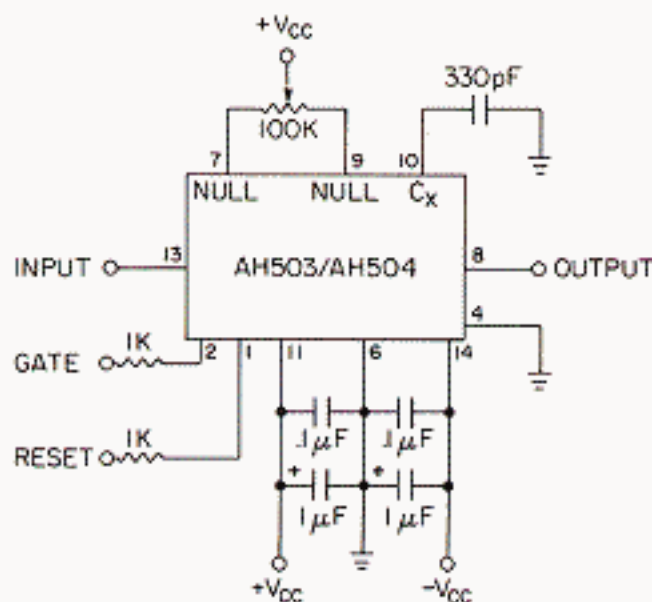 +VCC
330pF
100K
7
9
10
NULL
NULL
CX
INPUT
13
AH503/AH504
8
OUTPUT
4
1K
GATE
2
1
11
6
14
1K
RESET
.1μF
.1μF
+
+
1μF
1μF
+VCC
-VCC